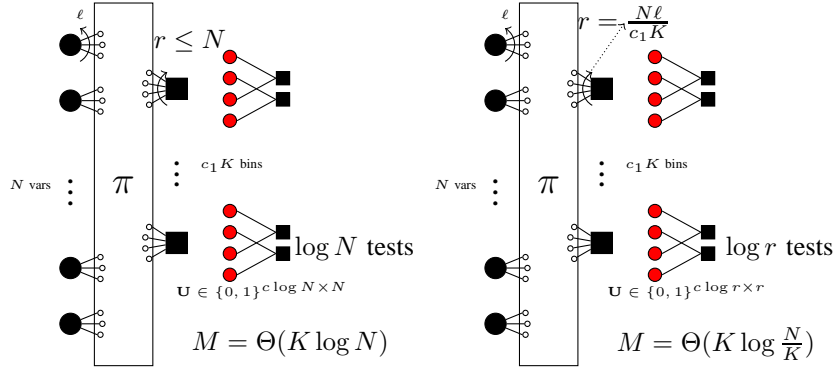 ℓ
r ≤ N
N vars
π
c₁K bins
log N tests
U ∈ {0, 1}^{c log N×N}
M = Θ(K log N)
ℓ
r = Nℓ/c₁K
N vars
π
c₁K bins
log r tests
U ∈ {0, 1}^{c log r×r}
M = Θ(K log N/K)